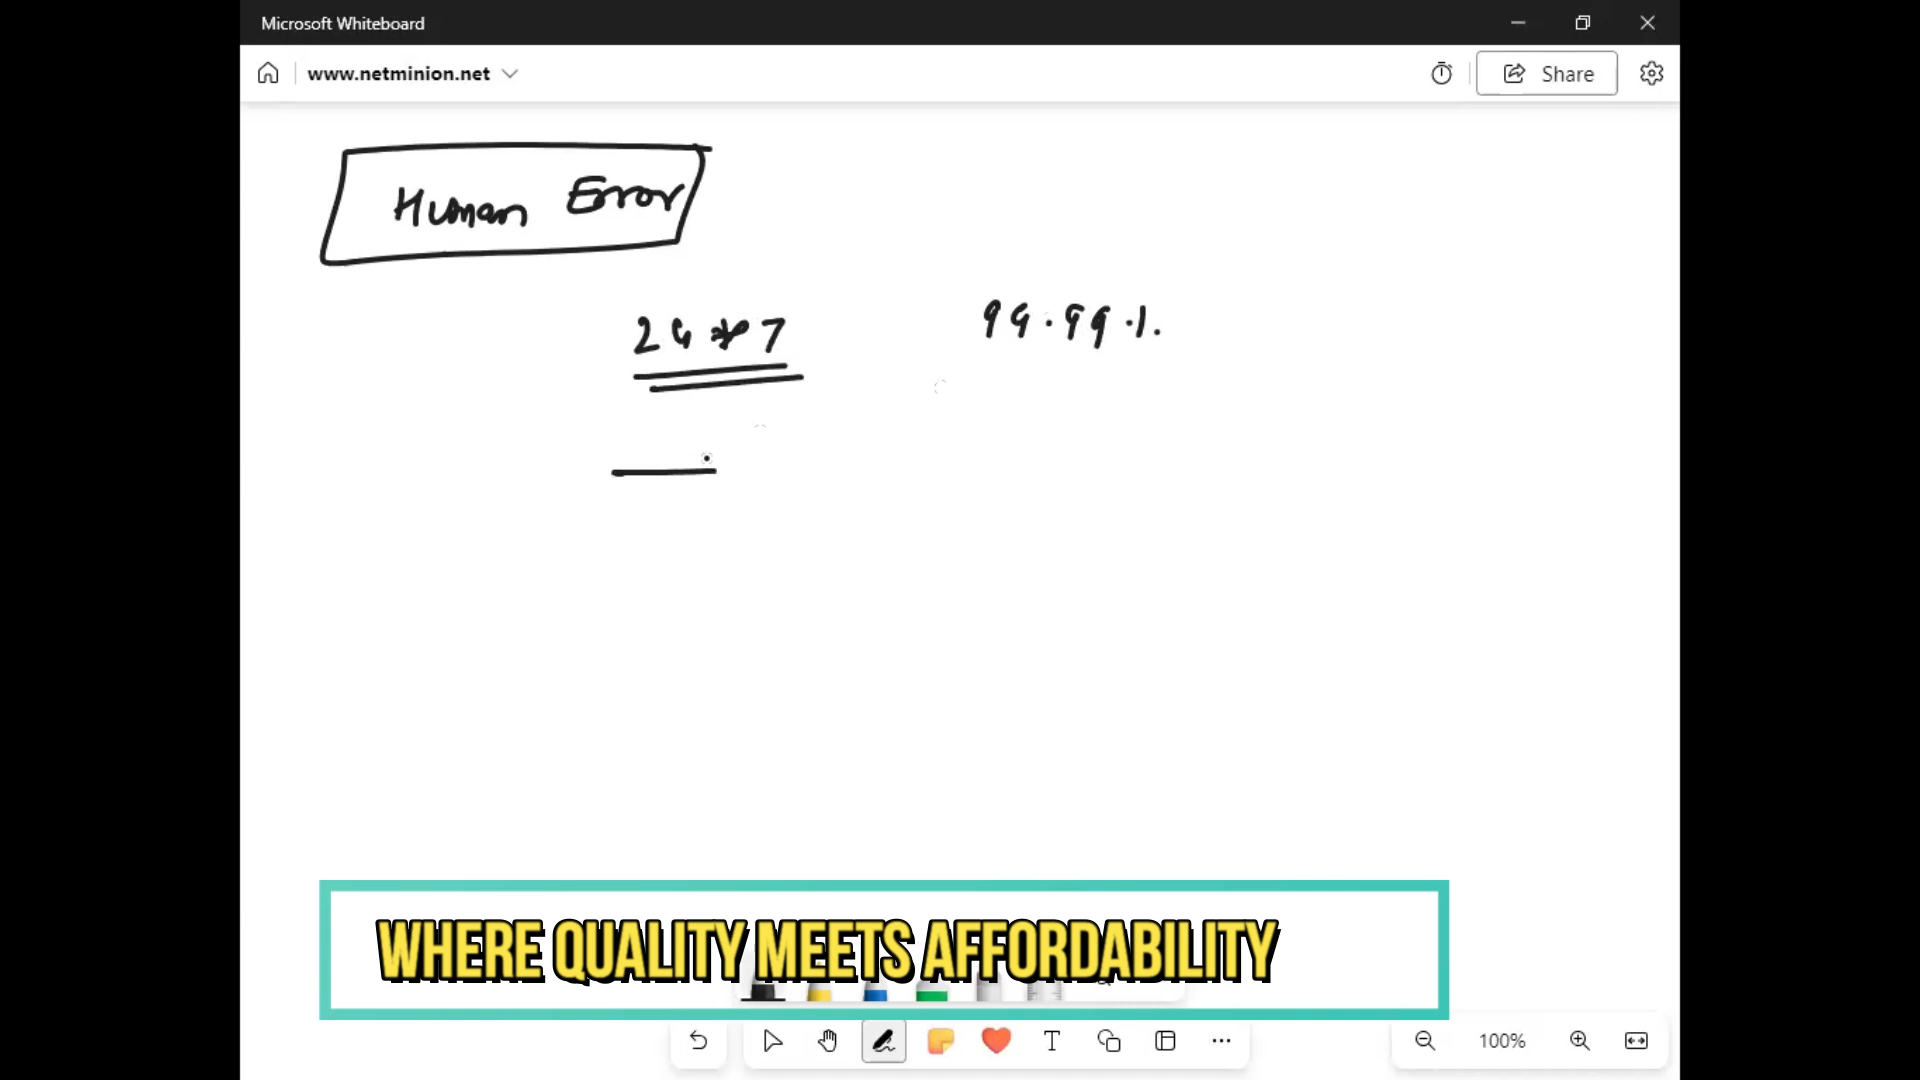 Microsoft Whiteboard
www.netminion.net
Share
Human Error
24*7
99.99%.
WHERE QUALITY MEETS AFFORDABILITY
100%